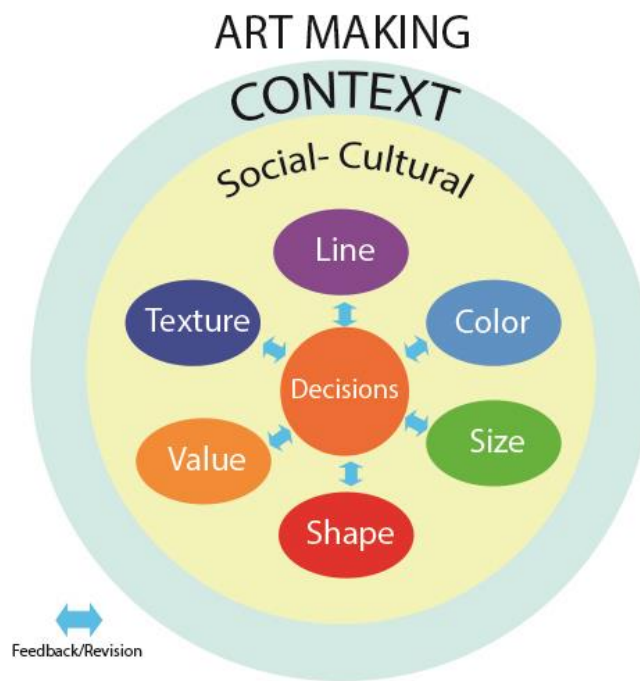 ART MAKING
CONTEXT
Social- Cultural
Line
Texture
Color
Decisions
Value
Size
Shape
Feedback/Revision